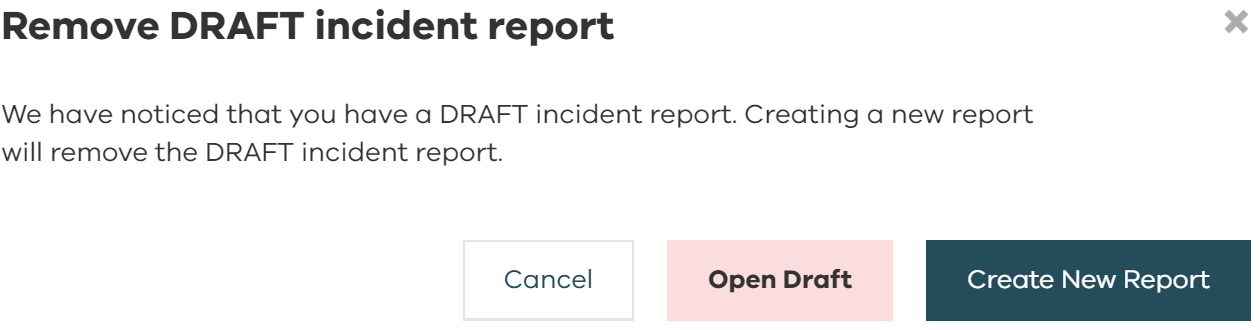 Remove DRAFT incident report
We have noticed that you have a DRAFT incident report. Creating a new report
will remove the DRAFT incident report.
Cancel
Open Draft
Create New Report